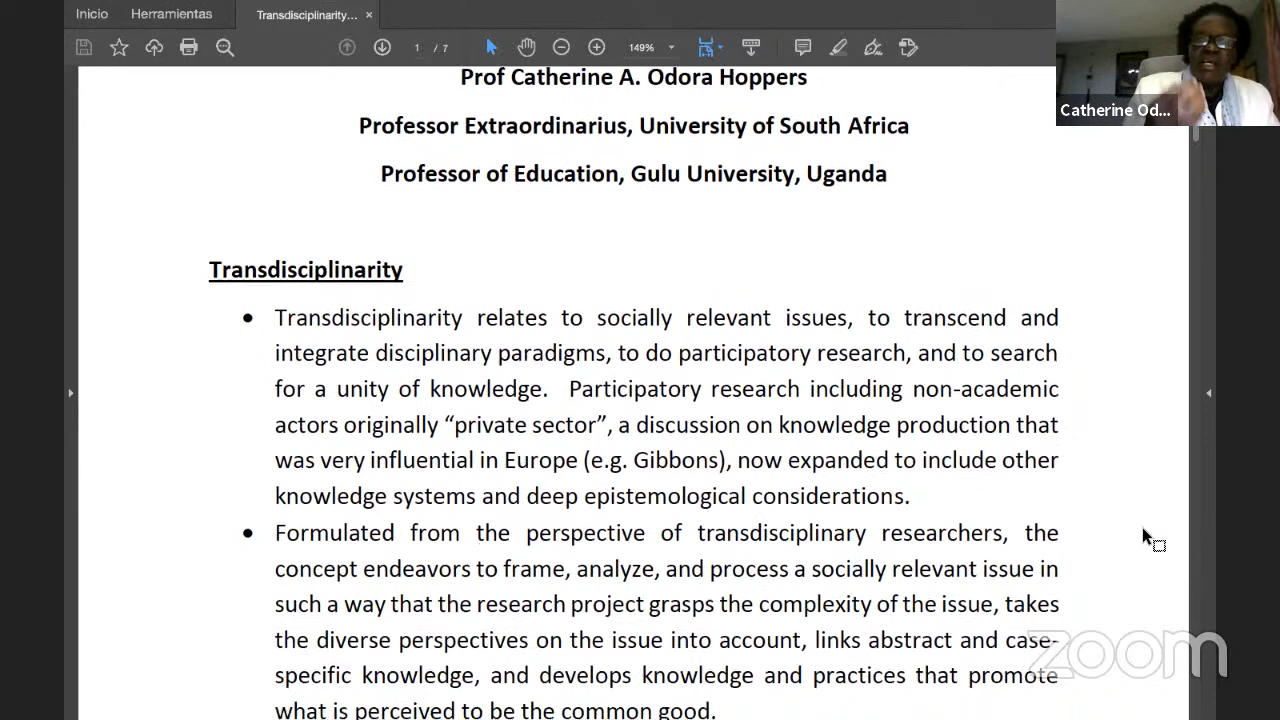 Inicio Herramientas Transdisciplinarity... ×
1 / 7 149%
Prof Catherine A. Odora Hoppers
Catherine Od...
Professor Extraordinarius, University of South Africa
Professor of Education, Gulu University, Uganda
Transdisciplinarity
• Transdisciplinarity relates to socially relevant issues, to transcend and
integrate disciplinary paradigms, to do participatory research, and to search
for a unity of knowledge. Participatory research including non-academic
actors originally “private sector”, a discussion on knowledge production that
was very influential in Europe (e.g. Gibbons), now expanded to include other
knowledge systems and deep epistemological considerations.
• Formulated from the perspective of transdisciplinary researchers, the
concept endeavors to frame, analyze, and process a socially relevant issue in
such a way that the research project grasps the complexity of the issue, takes
the diverse perspectives on the issue into account, links abstract and case-
specific knowledge, and develops knowledge and practices that promote
what is perceived to be the common good.
zoom